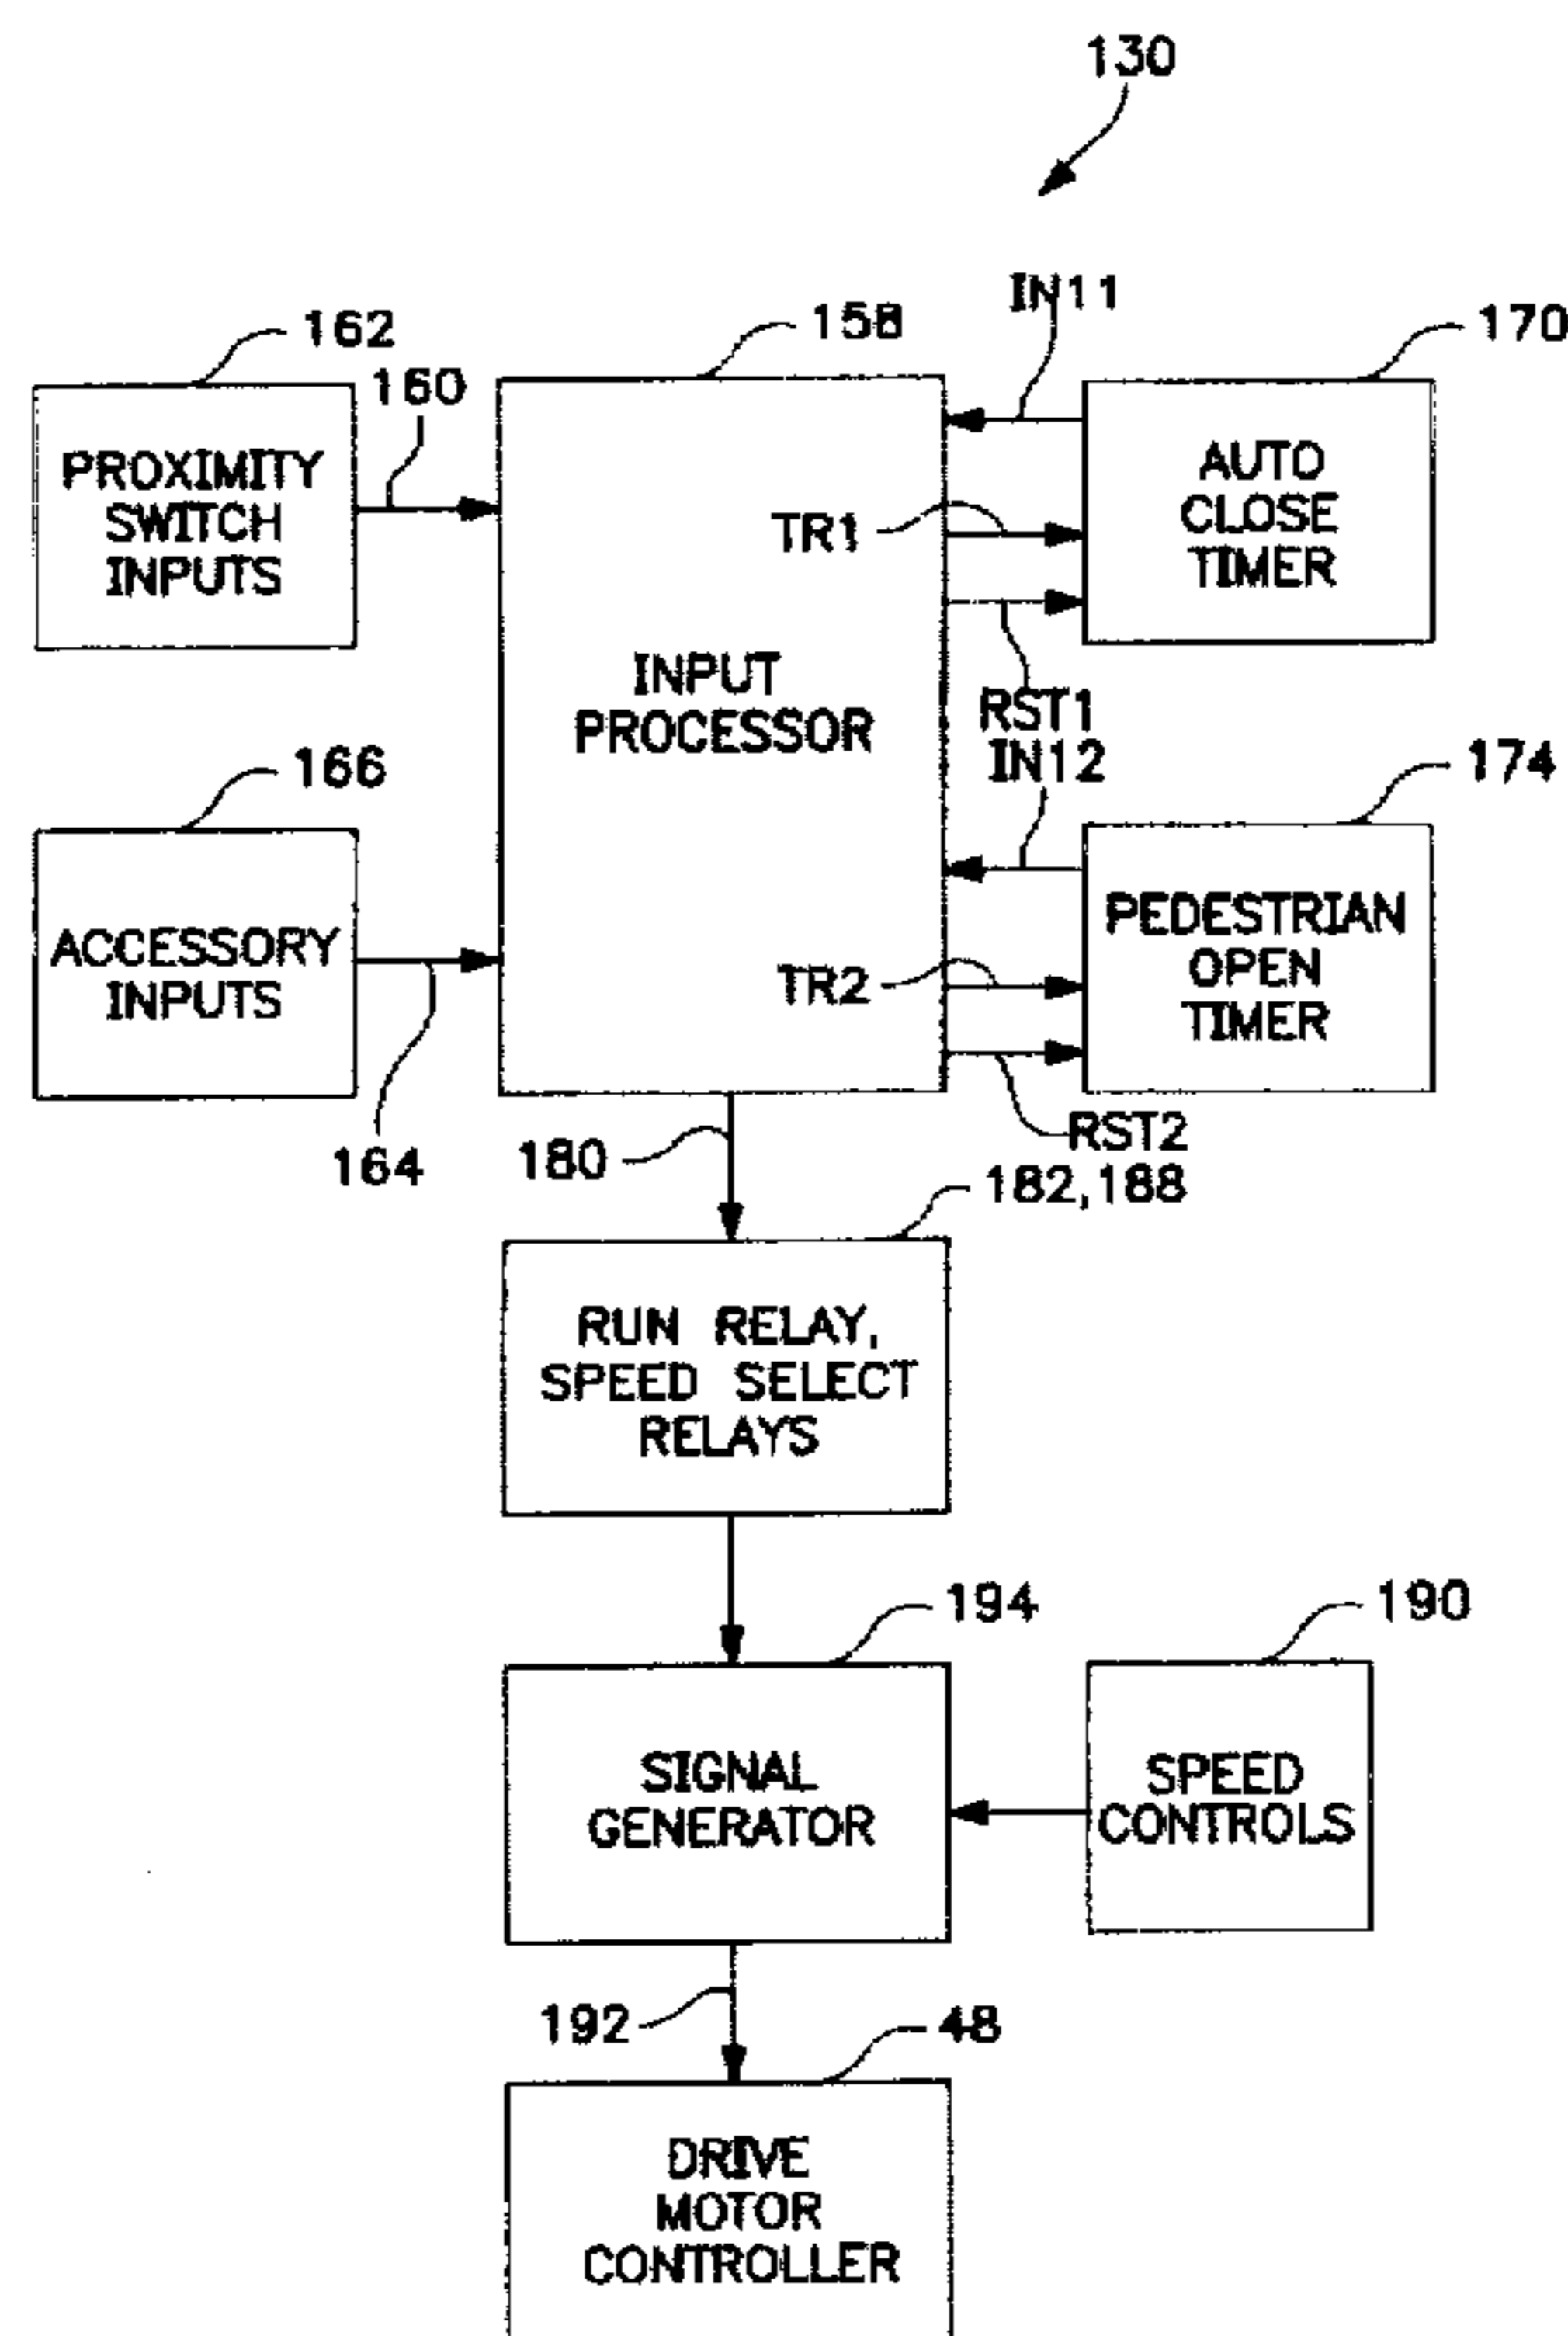 130
IN11
162
158
170
160
PROXIMITY
SWITCH
INPUTS
AUTO
CLOSE
TIMER
TR1
INPUT
PROCESSOR
RST1
IN12
166
174
ACCESSORY
INPUTS
PEDESTRIAN
OPEN
TIMER
TR2
RST2
164
180
182,188
RUN RELAY,
SPEED SELECT
RELAYS
194
190
SIGNAL
GENERATOR
SPEED
CONTROLS
192
48
DRIVE
MOTOR
CONTROLLER